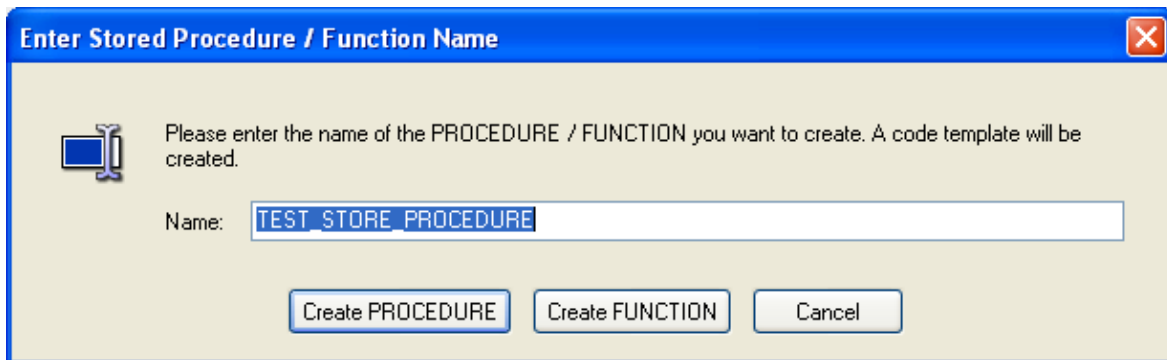 Enter Stored Procedure / Function Name
Please enter the name of the PROCEDURE / FUNCTION you want to create. A code template will be
created.
Name: TEST_STORE_PROCEDURE
Create PROCEDURE Create FUNCTION Cancel